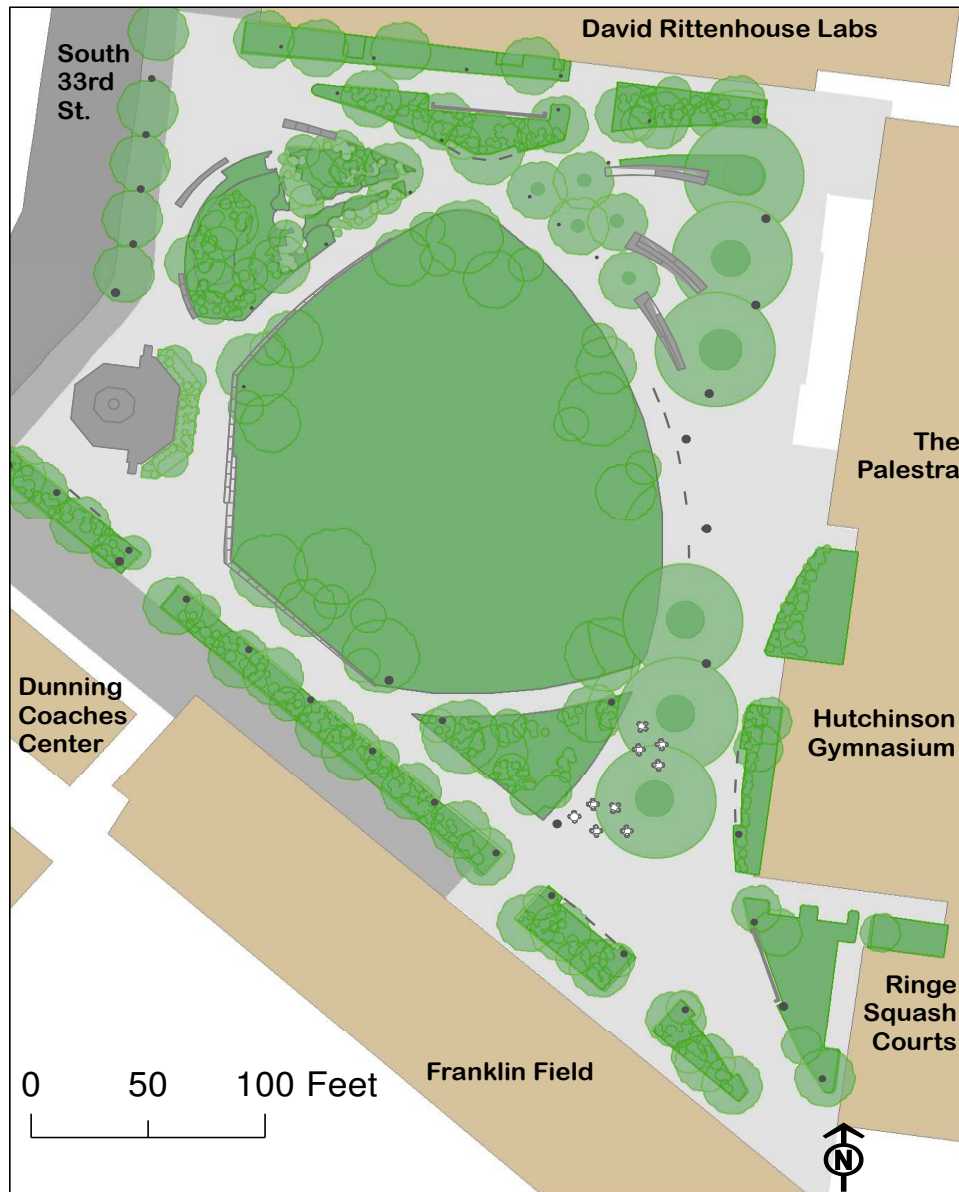 David Rittenhouse Labs
South
33rd
St.
The
Palestra
Dunning
Coaches
Center
Hutchinson
Gymnasium
Ringe
Squash
Courts
Franklin Field
0 50 100 Feet
N